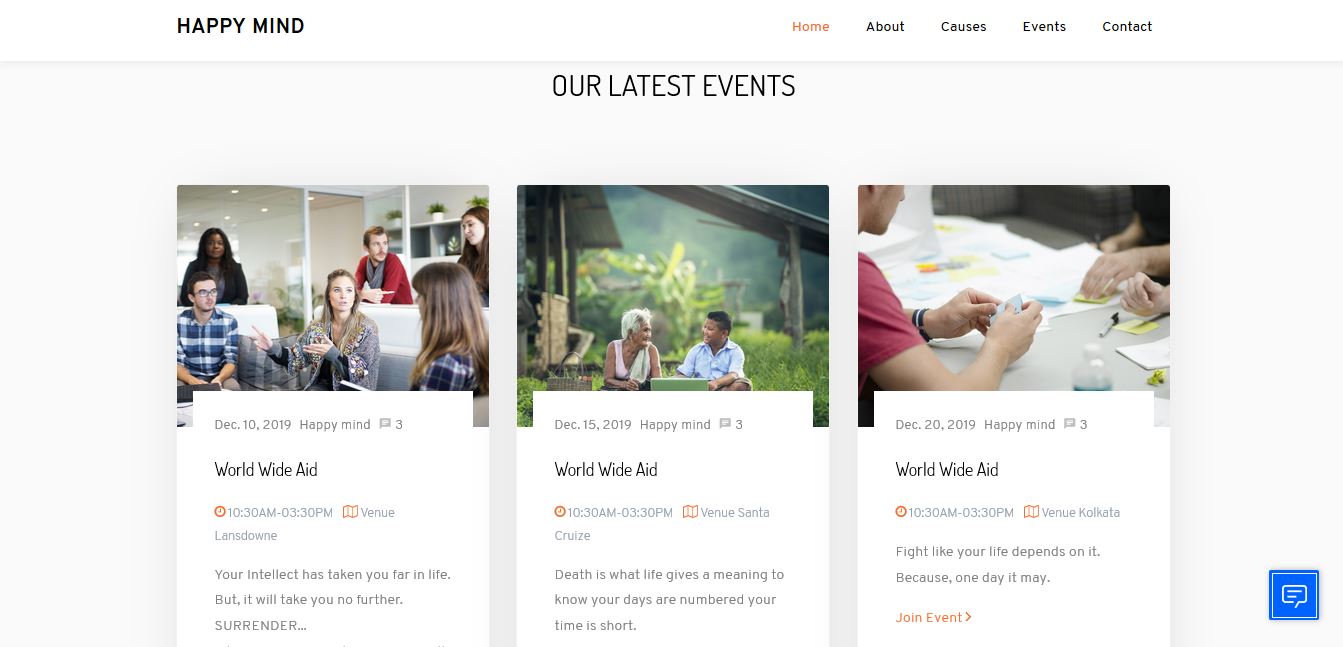 HAPPY MIND
Home About Causes Events Contact
OUR LATEST EVENTS
Dec. 10, 2019 Happy mind 3
World Wide Aid
10:30AM-03:30PM Venue
Lansdowne
Your Intellect has taken you far in life.
But, it will take you no further.
SURRENDER...
Dec. 15, 2019 Happy mind 3
World Wide Aid
10:30AM-03:30PM Venue Santa
Cruize
Death is what life gives a meaning to
know your days are numbered your
time is short.
Dec. 20, 2019 Happy mind 3
World Wide Aid
10:30AM-03:30PM Venue Kolkata
Fight like your life depends on it.
Because, one day it may.
Join Event